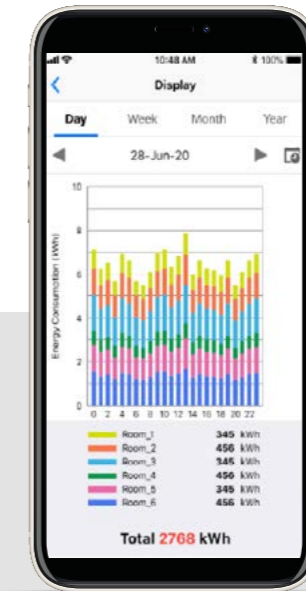 10:48 AM 100%
Display
Day Week Month Year
28-Jun-20
Energy Consumotion (kWh)
10
8
6
4
2
0
0 2 4 6 8 10 12 14 16 18 20 22
Room_1 345 kWh
Room_2 456 kWh
Room_3 345 kWh
Room_4 456 kWh
Room_5 345 kWh
Room_6 456 kWh
Total 2768 kWh